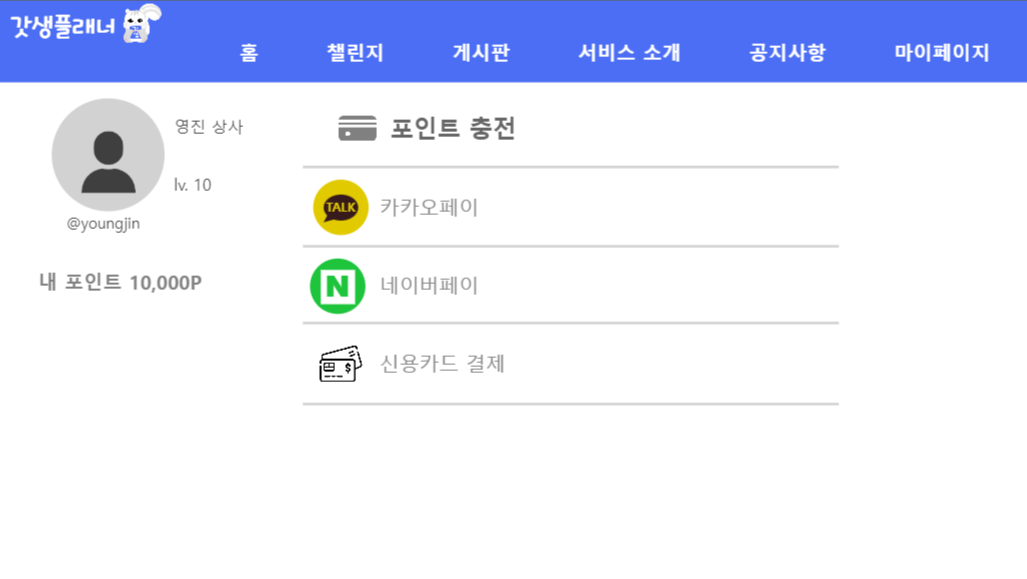 갓생플래너
홈 챌린지 게시판 서비스 소개 공지사항 마이페이지
영진 상사
lv. 10
@youngjin
내 포인트 10,000P
포인트 충전
TALK 카카오페이
N 네이버페이
$ 신용카드 결제